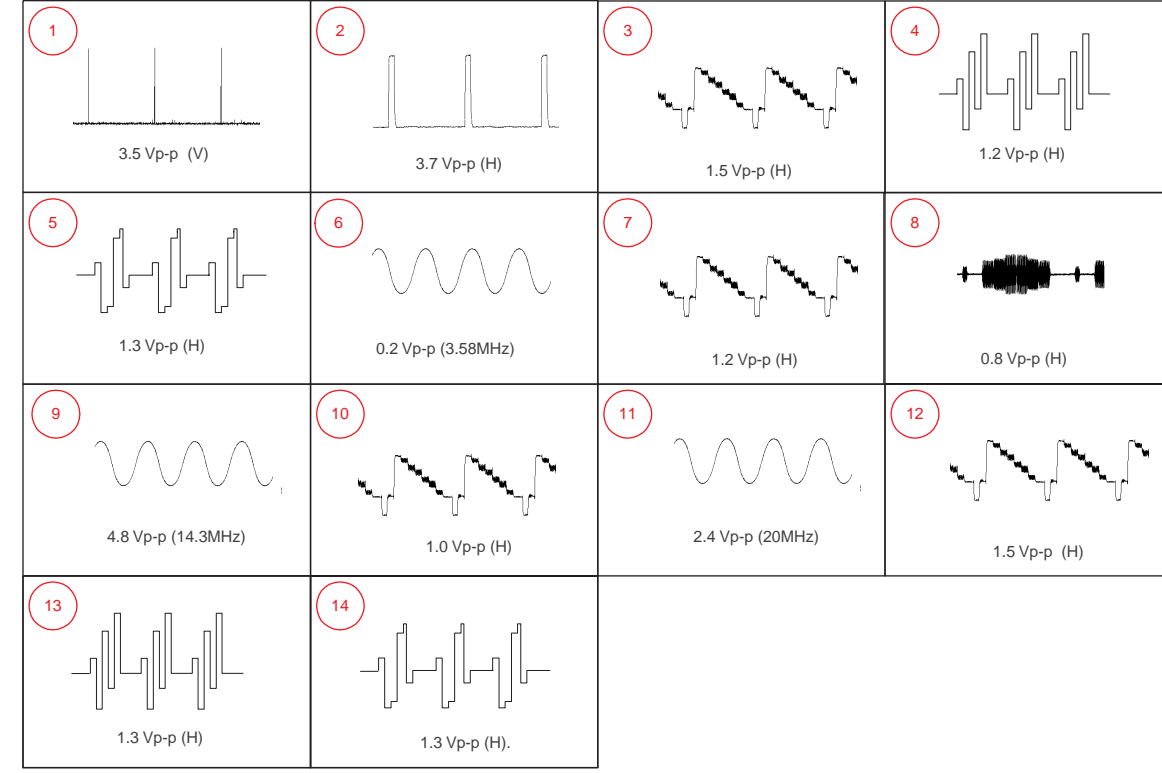 1
2
3
4
3.5 Vp-p (V)
3.7 Vp-p (H)
1.5 Vp-p (H)
1.2 Vp-p (H)
5
6
7
8
1.3 Vp-p (H)
0.2 Vp-p (3.58MHz)
1.2 Vp-p (H)
0.8 Vp-p (H)
9
10
11
12
4.8 Vp-p (14.3MHz)
1.0 Vp-p (H)
2.4 Vp-p (20MHz)
1.5 Vp-p (H)
13
14
1.3 Vp-p (H)
1.3 Vp-p (H).